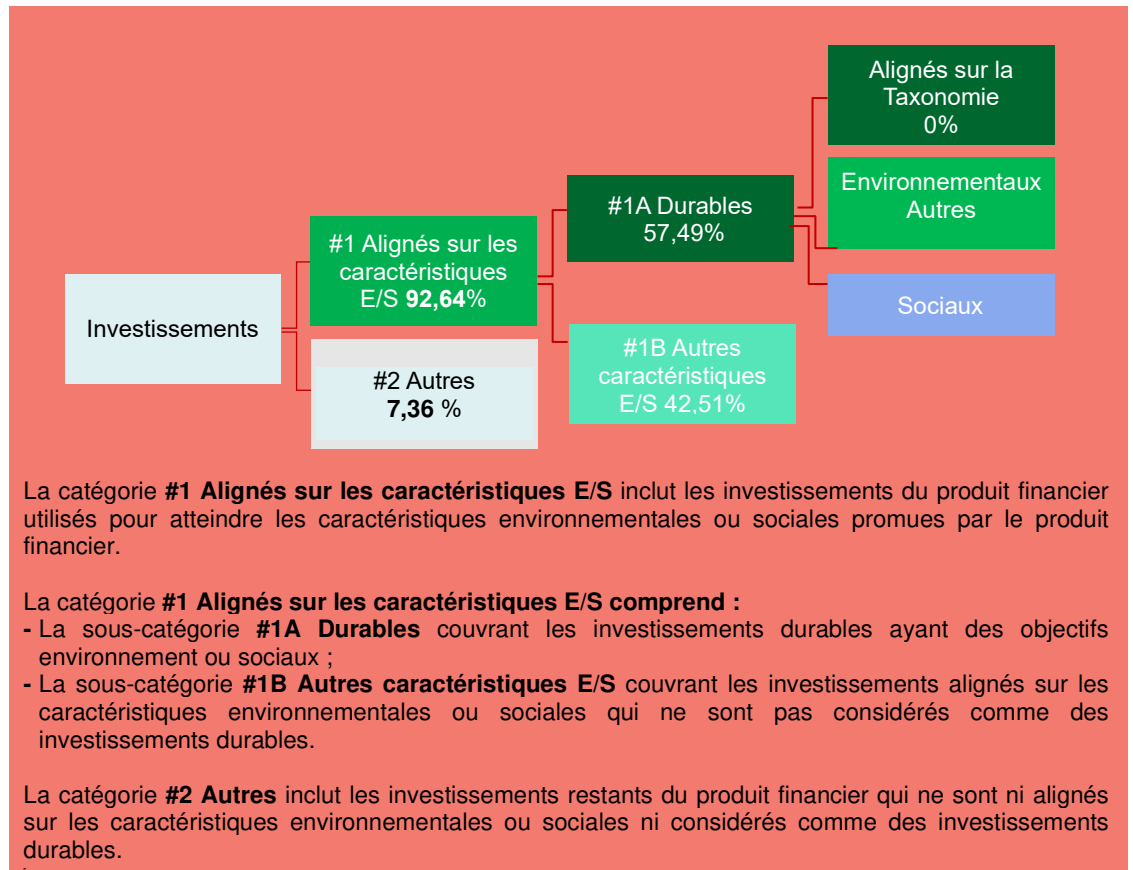 Alignés sur la
Taxonomie
0%
Environnementaux
Autres
#1A Durables
57,49%
#1 Alignés sur les
caractéristiques
E/S 92,64%
Sociaux
Investissements
#1B Autres
caractéristiques
E/S 42,51%
#2 Autres
7,36 %
La catégorie #1 Alignés sur les caractéristiques E/S inclut les investissements du produit financier
utilisés pour atteindre les caractéristiques environnementales ou sociales promues par le produit
financier.
La catégorie #1 Alignés sur les caractéristiques E/S comprend :
- La sous-catégorie #1A Durables couvrant les investissements durables ayant des objectifs
environnement ou sociaux ;
- La sous-catégorie #1B Autres caractéristiques E/S couvrant les investissements alignés sur les
caractéristiques environnementales ou sociales qui ne sont pas considérés comme des
investissements durables.
La catégorie #2 Autres inclut les investissements restants du produit financier qui ne sont ni alignés
sur les caractéristiques environnementales ou sociales ni considérés comme des investissements
durables.